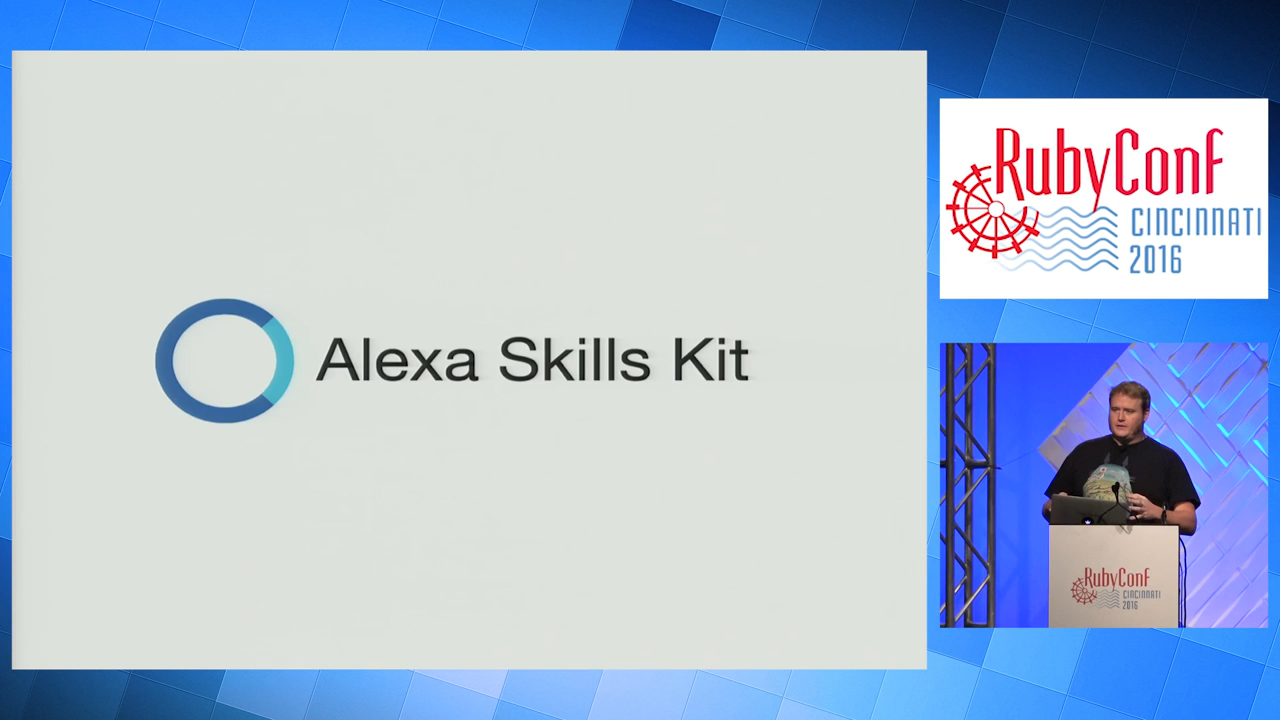 Alexa Skills Kit
RubyConf
CINCINNATI
2016
RubyConf
CINCINNATI
2016